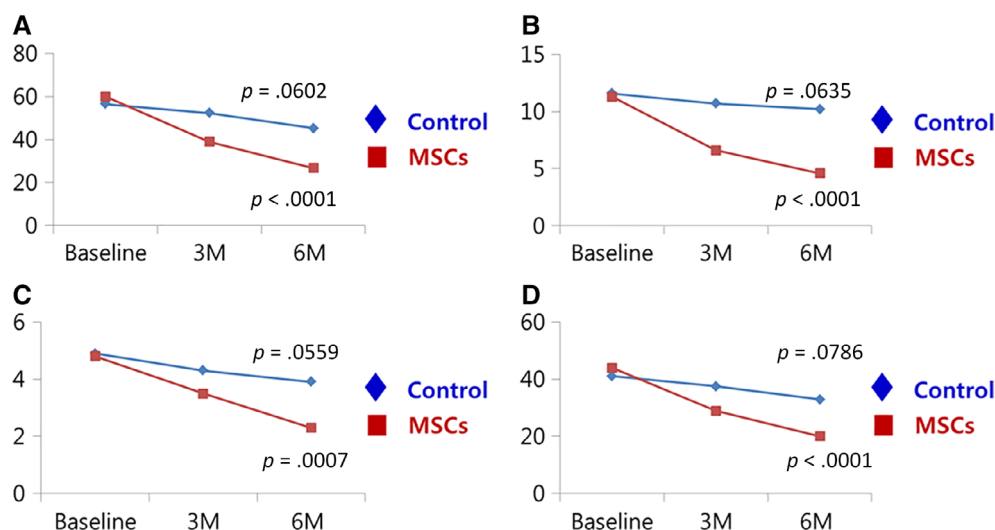 A
80
60
40
20
0
p = .0602
p < .0001
Control
MSCs
Baseline 3M 6M
B
15
10
5
0
p = .0635
p < .0001
Control
MSCs
Baseline 3M 6M
C
6
4
2
0
p = .0559
p = .0007
Control
MSCs
Baseline 3M 6M
D
60
40
20
0
p = .0786
p < .0001
Control
MSCs
Baseline 3M 6M